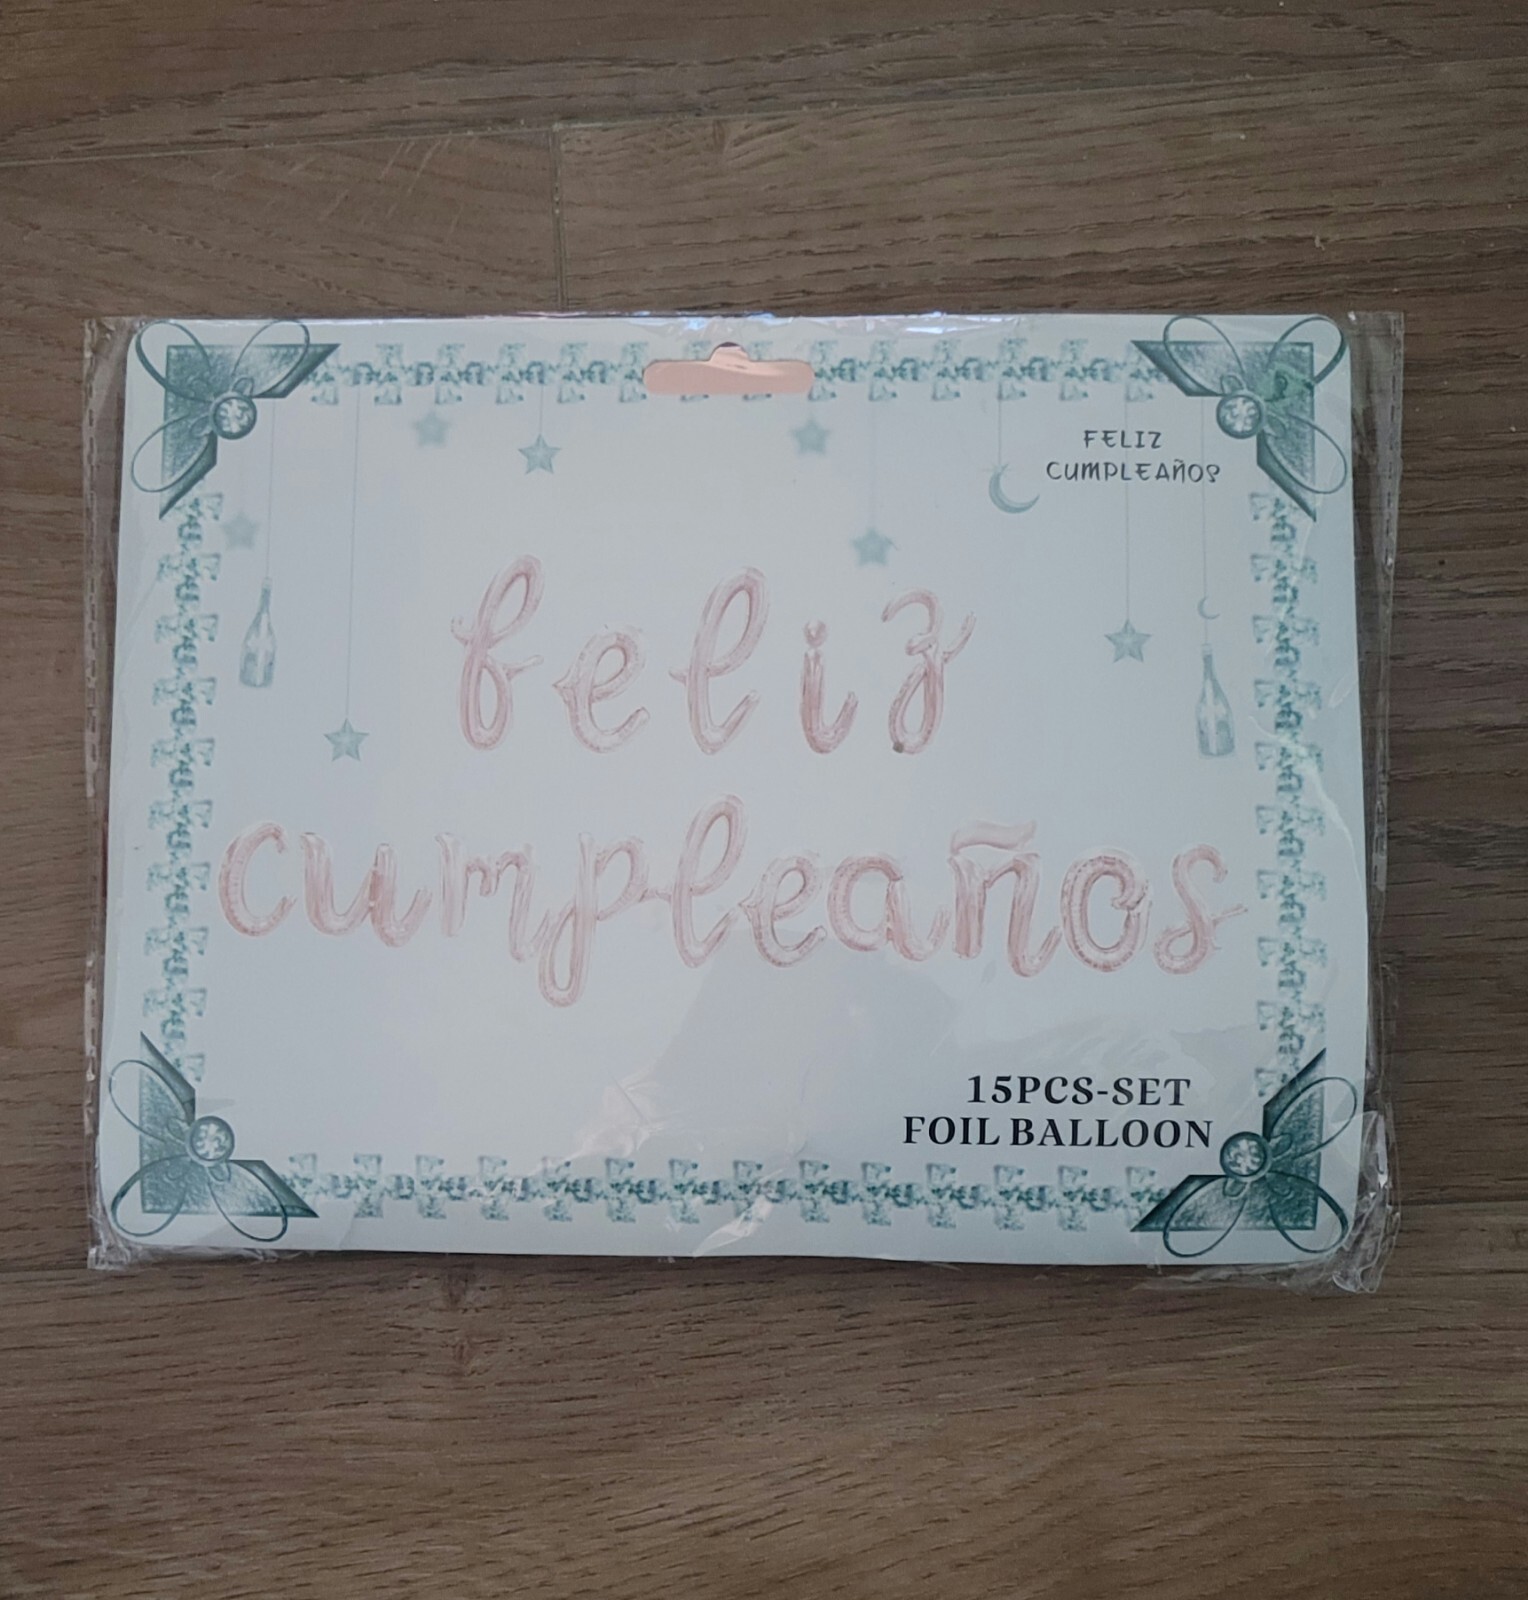 FELIZ
CUMPLEAÑOS
feliz
cumpleaños
15PCS-SET
FOIL BALLOON